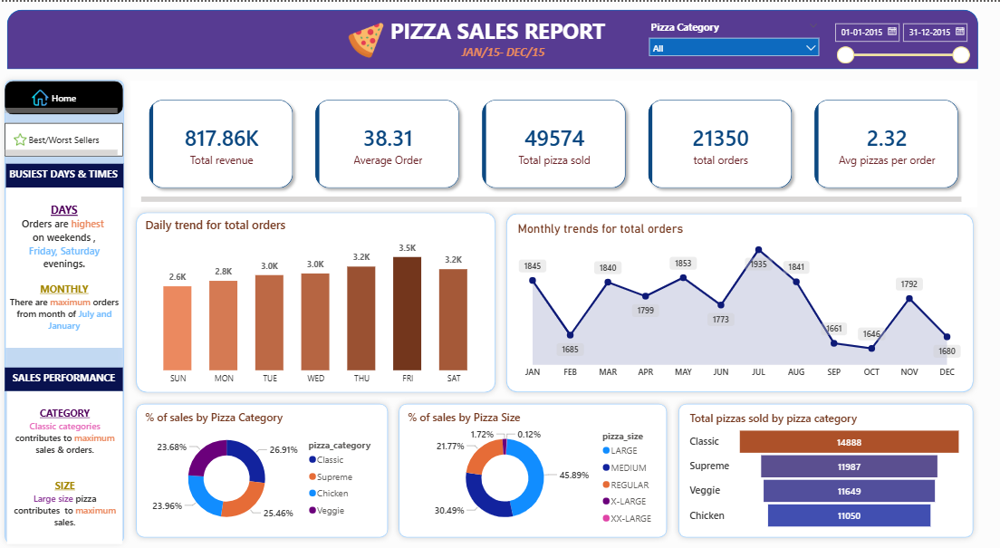 PIZZA SALES REPORT
JAN/15- DEC/15
Pizza Category
All
01-01-2015
31-12-2015
Home
Best/Worst Sellers
BUSIEST DAYS & TIMES
DAYS
Orders are highest
on weekends ,
Friday, Saturday
evenings.
MONTHLY
There are maximum orders
from month of July and
January
SALES PERFORMANCE
CATEGORY
Classic categories
contributes to maximum
sales & orders.
SIZE
Large size pizza
contributes to maximum
sales.
817.86K
Total revenue
38.31
Average Order
49574
Total pizza sold
21350
total orders
2.32
Avg pizzas per order
Daily trend for total orders
2.6K
2.8K
3.0K
3.0K
3.2K
3.5K
3.2K
SUN
MON
TUE
WED
THU
FRI
SAT
Monthly trends for total orders
1845
1685
1840
1799
1853
1773
1935
1841
1661
1646
1792
1680
JAN
FEB
MAR
APR
MAY
JUN
JUL
AUG
SEP
OCT
NOV
DEC
% of sales by Pizza Category
23.68%
26.91%
23.96%
25.46%
pizza_category
Classic
Supreme
Chicken
Veggie
% of sales by Pizza Size
1.72%
0.12%
21.77%
45.89%
30.49%
pizza_size
LARGE
MEDIUM
REGULAR
X-LARGE
XX-LARGE
Total pizzas sold by pizza category
Classic
14888
Supreme
11987
Veggie
11649
Chicken
11050